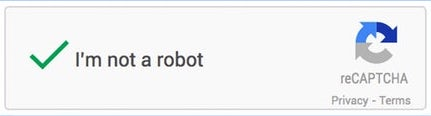 I'm not a robot
reCAPTCHA
Privacy - Terms